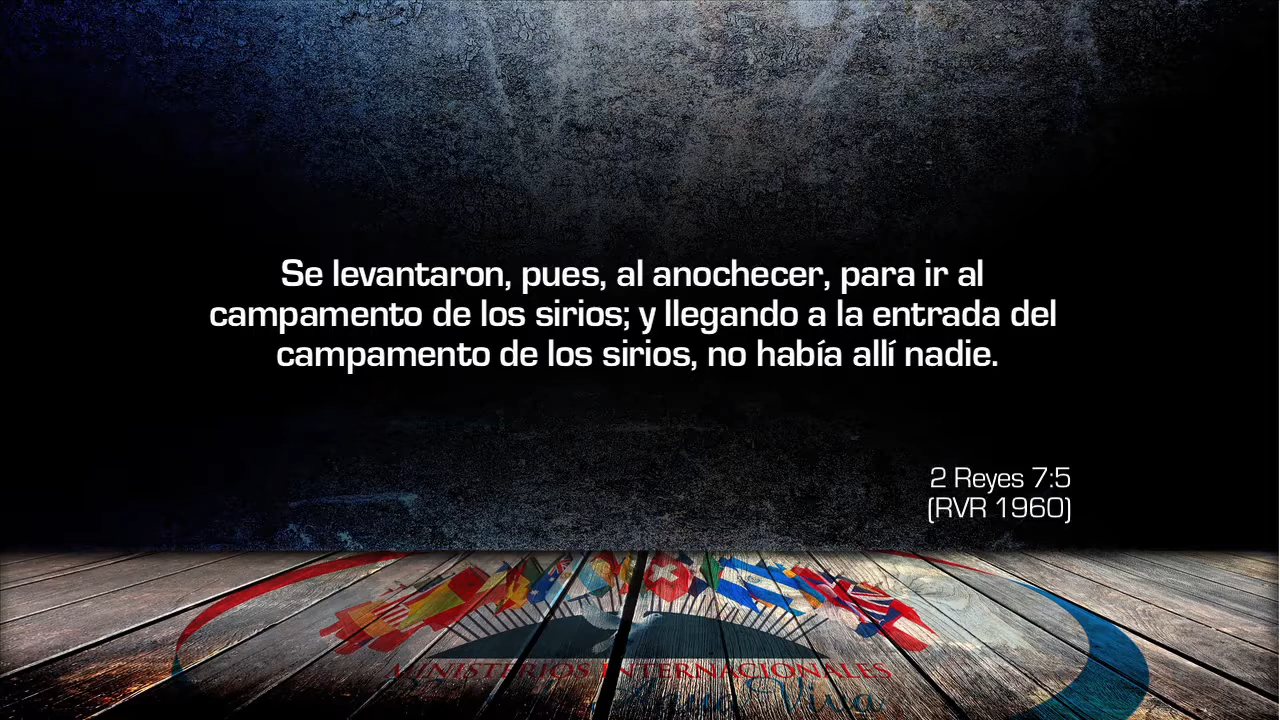 Se levantaron, pues, al anochecer, para ir al
campamento de los sirios; y llegando a la entrada del
campamento de los sirios, no había allí nadie.
2 Reyes 7:5
(RVR 1960)
MINISTERIOS INTERNACIONALES
Viva